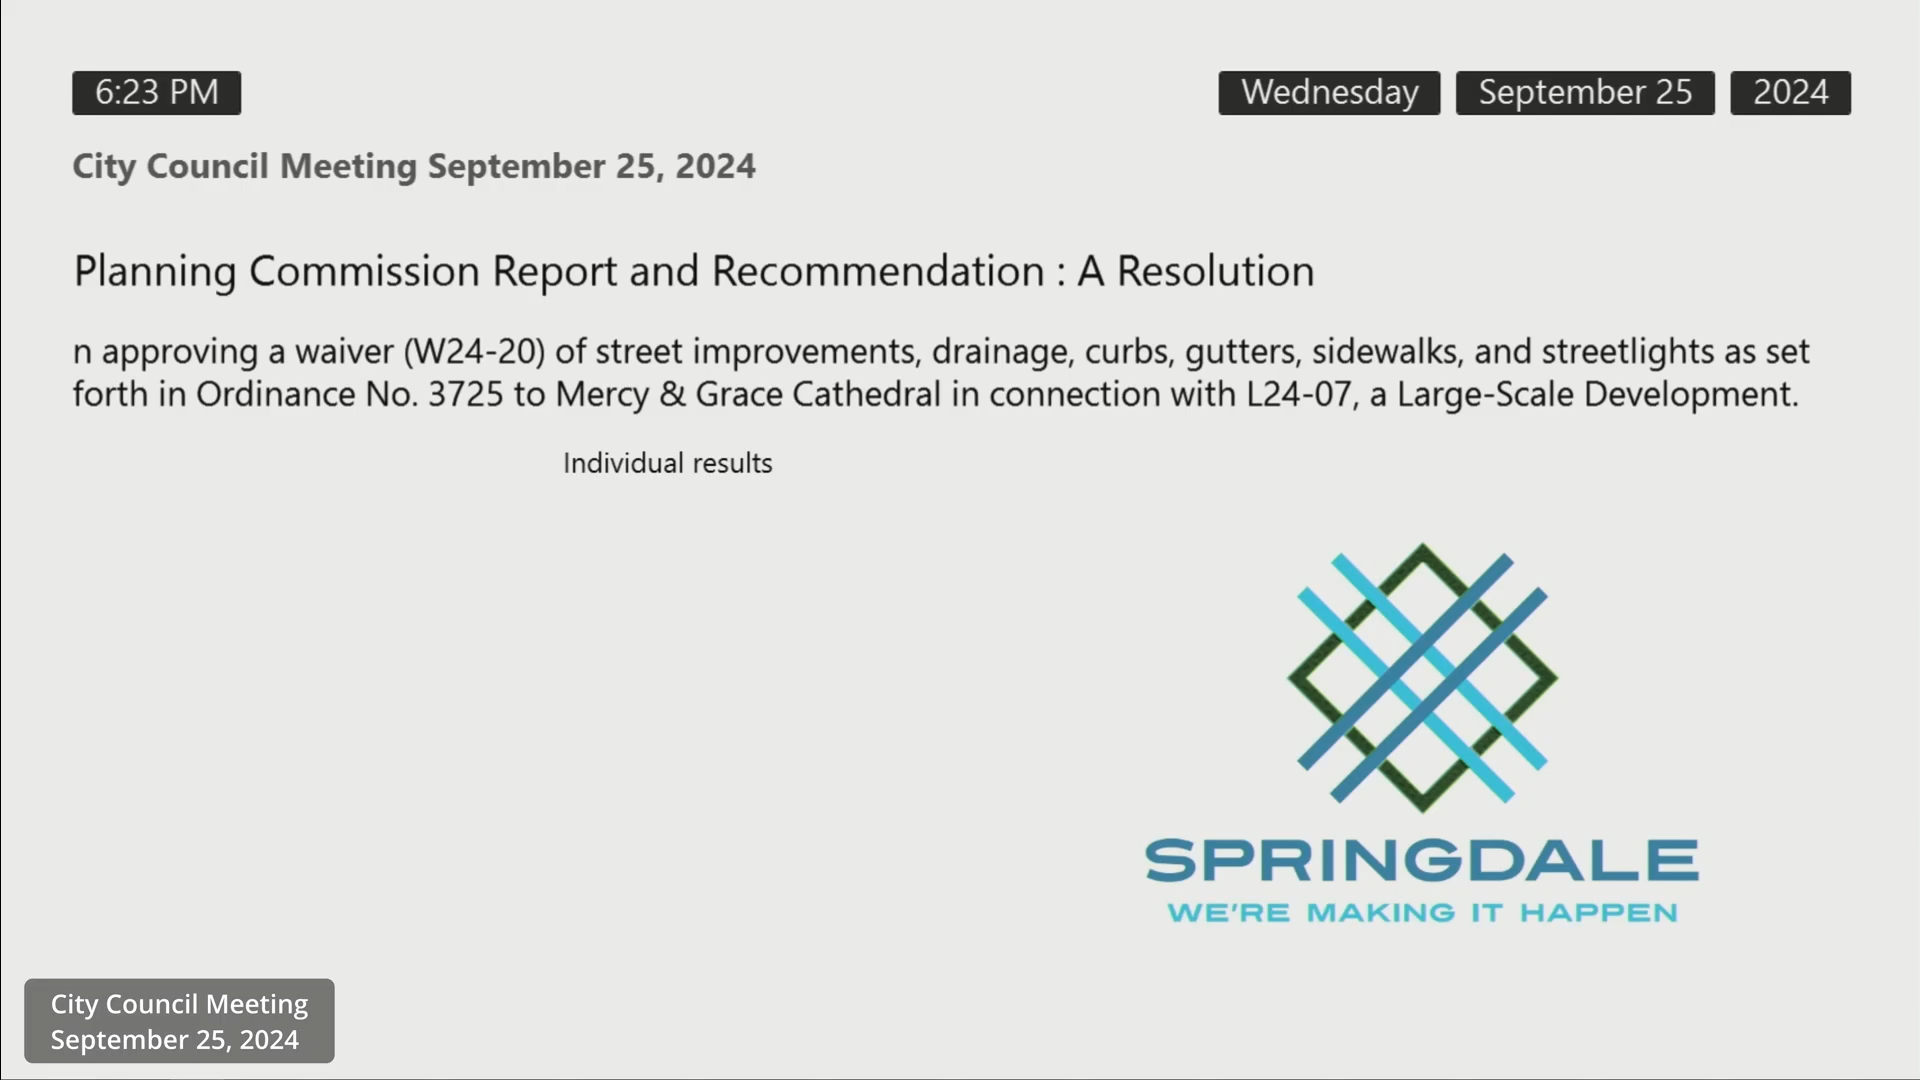 6:23 PM
Wednesday September 25 2024
City Council Meeting September 25, 2024
Planning Commission Report and Recommendation : A Resolution
n approving a waiver (W24-20) of street improvements, drainage, curbs, gutters, sidewalks, and streetlights as set
forth in Ordinance No. 3725 to Mercy & Grace Cathedral in connection with L24-07, a Large-Scale Development.
Individual results
SPRINGDALE
WE'RE MAKING IT HAPPEN
City Council Meeting
September 25, 2024